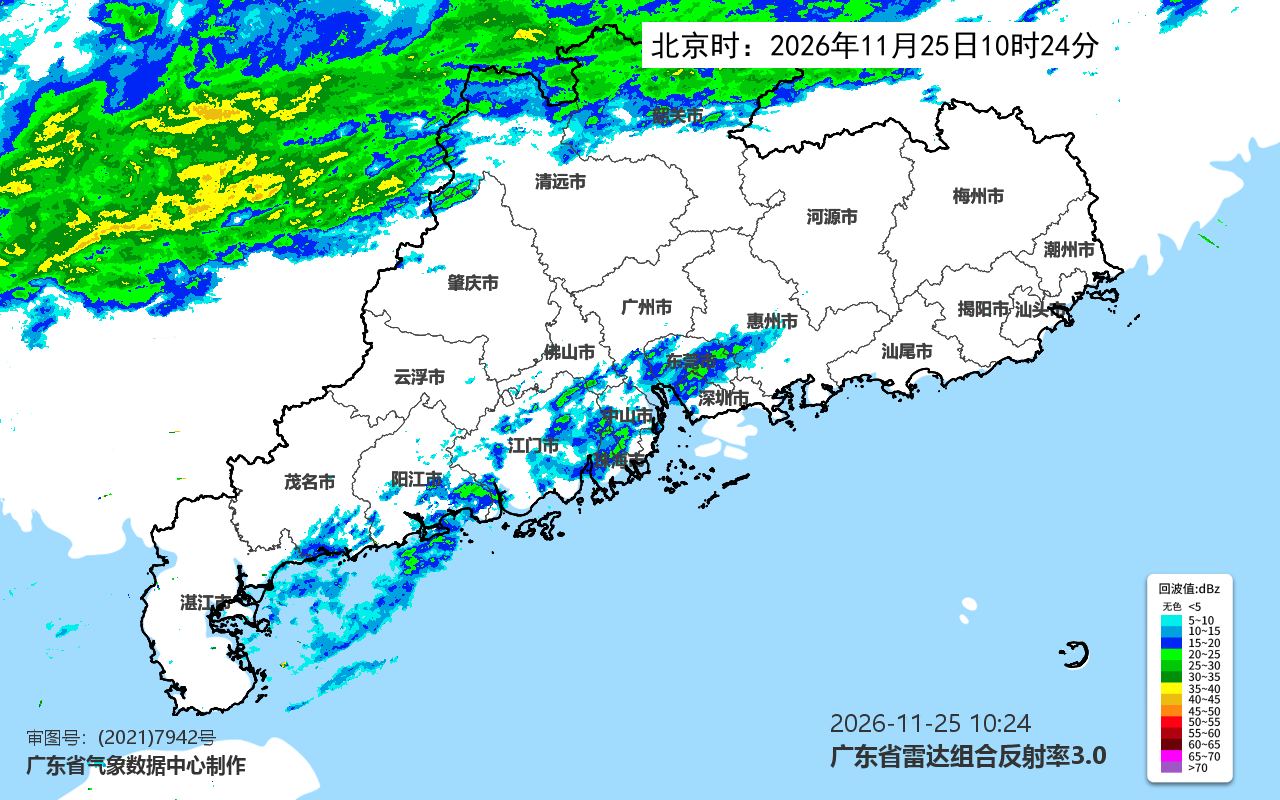 北京时：2026年11月25日10时24分
韶关市
清远市
梅州市
河源市
潮州市
肇庆市
广州市
揭阳市
汕头市
惠州市
佛山市
东莞市
汕尾市
云浮市
深圳市
中山市
江门市
珠海市
茂名市
阳江市
湛江市
回波值:dBz
无色 <5
5~10
10~15
15~20
20~25
25~30
30~35
35~40
40~45
45~50
50~55
55~60
60~65
65~70
>70
2026-11-25 10:24
广东省雷达组合反射率3.0
审图号：(2021)7942号
广东省气象数据中心制作